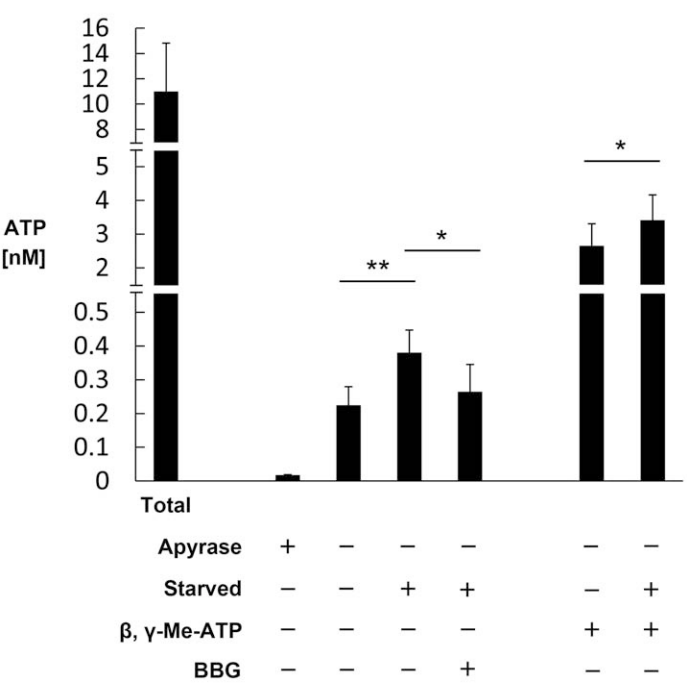 16
14
12
10
8
5
4
3
2
0.5
0.4
0.3
0.2
0.1
0
ATP
[nM]
**
*
*
Total
Apyrase + − − − − −
Starved − − + + − +
β, γ-Me-ATP − − − − + +
BBG − − − + − −